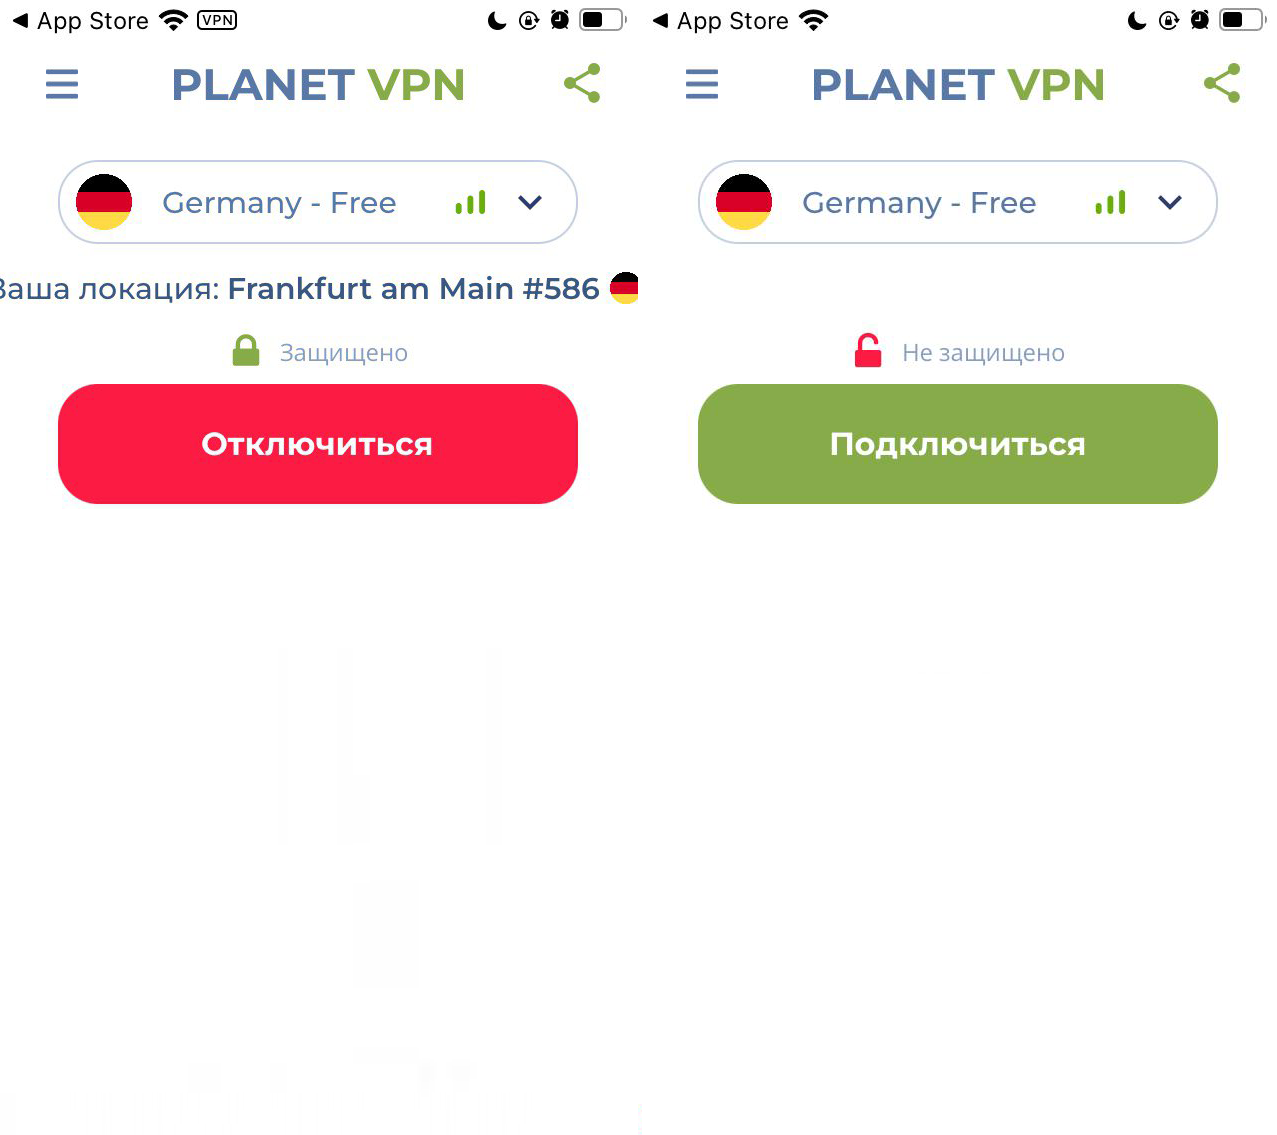 App Store VPN
PLANET VPN
Germany - Free
Ваша локация: Frankfurt am Main #586
Защищено
Отключиться
App Store
PLANET VPN
Germany - Free
Не защищено
Подключиться